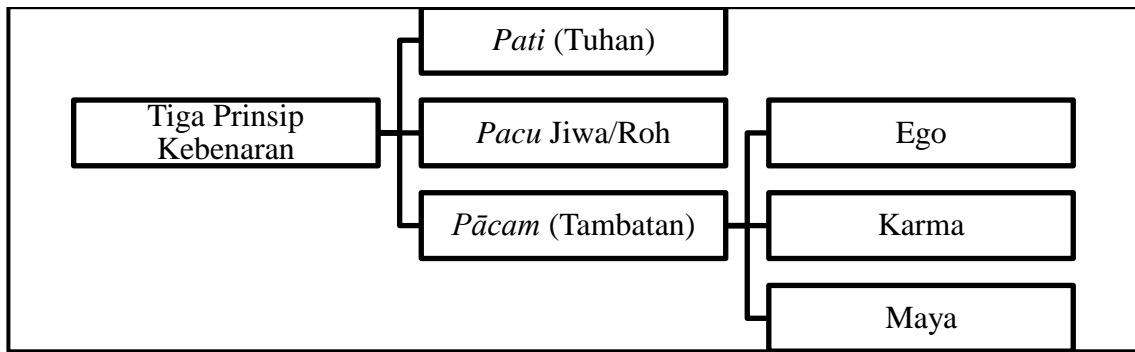 Pati (Tuhan)
Tiga Prinsip
Kebenaran
Pacu Jiwa/Roh
Ego
Pācam (Tambatan)
Karma
Maya